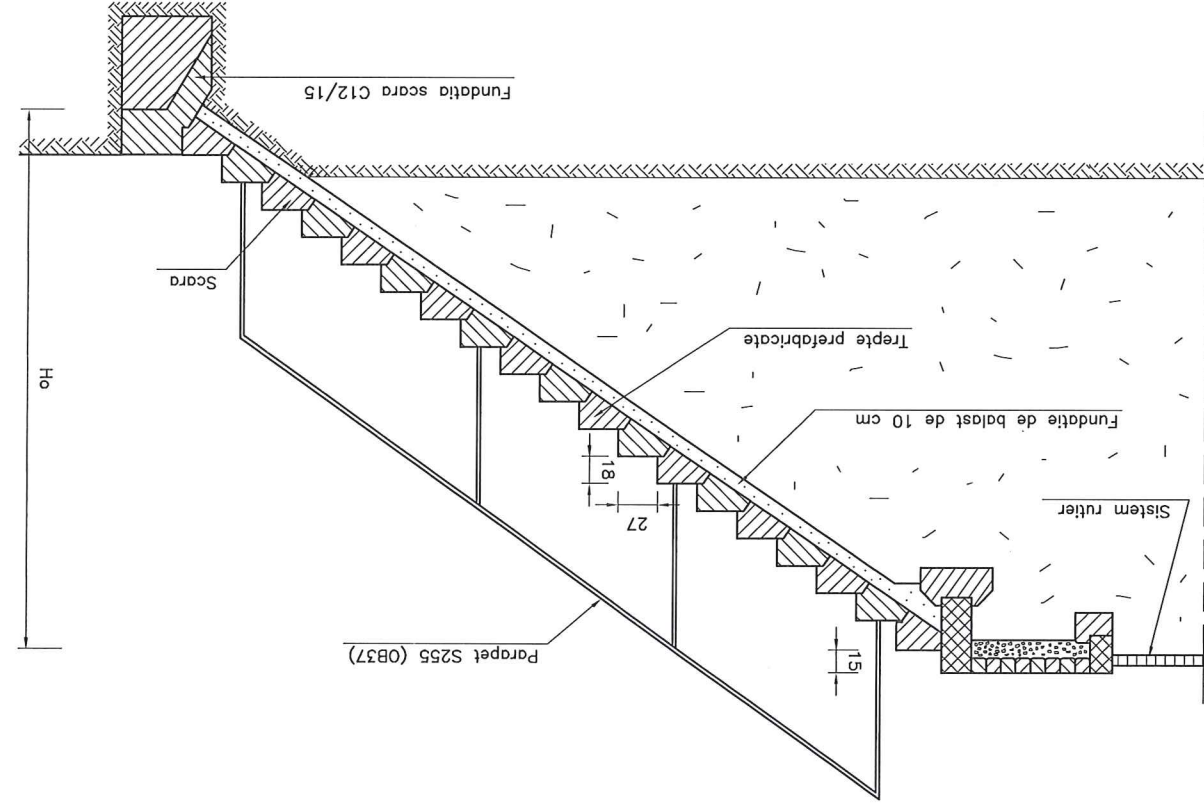 Parapet S255 (OB37)
15
Sistem rutier
27
18
Fundatie de balast de 10 cm
Ho
Trepte prefabricate
Scara
Fundatia scara C12/15